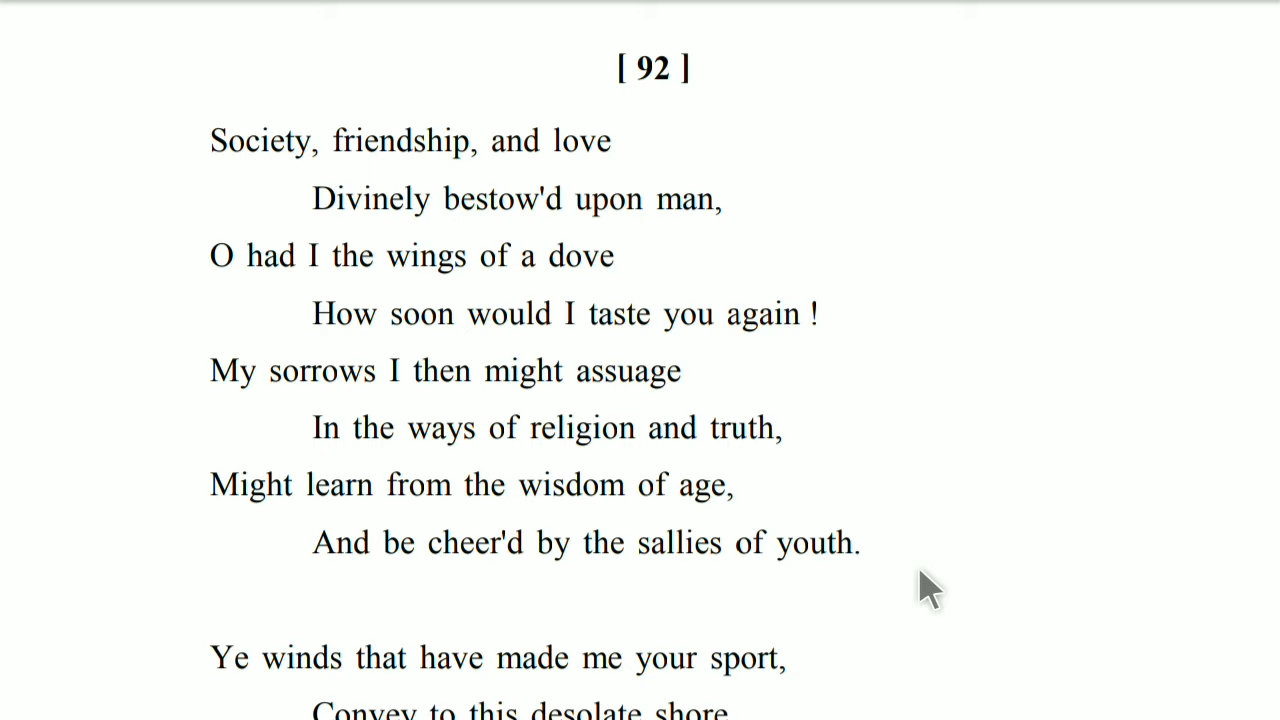 [ 92 ]
Society, friendship, and love
Divinely bestow'd upon man,
O had I the wings of a dove
How soon would I taste you again !
My sorrows I then might assuage
In the ways of religion and truth,
Might learn from the wisdom of age,
And be cheer'd by the sallies of youth.
Ye winds that have made me your sport,
Convey to this desolate shore